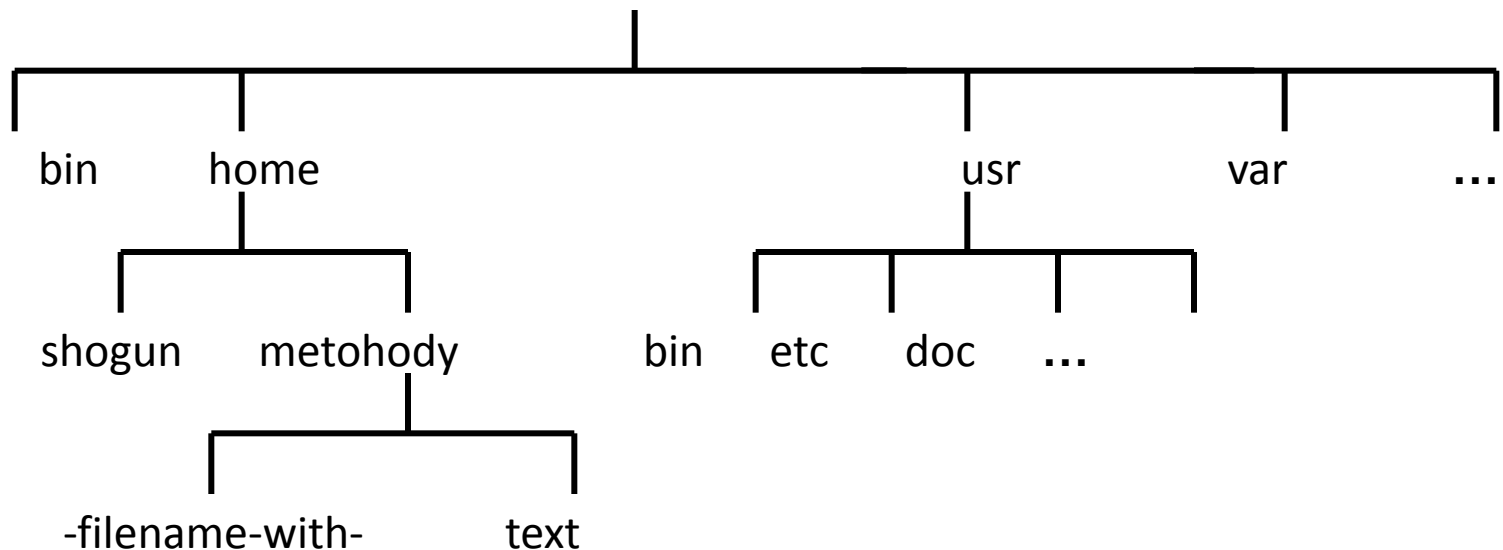 bin home usr var ...
shogun metohody bin etc doc ...
-filename-with- text